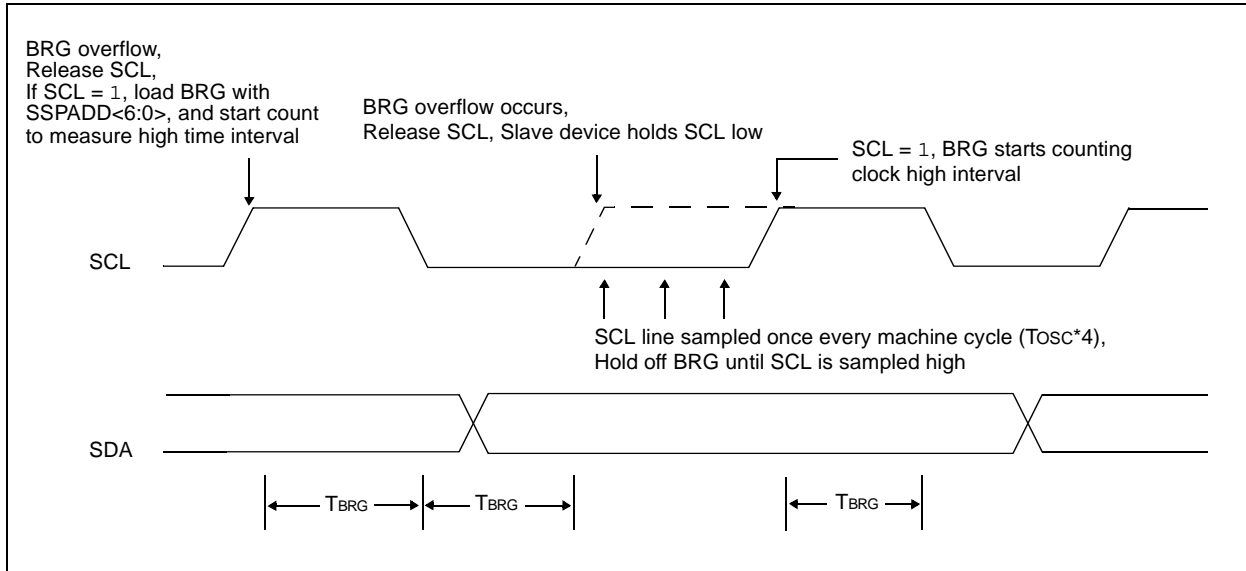 BRG overflow,
Release SCL,
If SCL = 1, load BRG with
SSPADD<6:0>, and start count
to measure high time interval
BRG overflow occurs,
Release SCL, Slave device holds SCL low
SCL = 1, BRG starts counting
clock high interval
SCL
SCL line sampled once every machine cycle (TOSC*4),
Hold off BRG until SCL is sampled high
SDA
TBRG
TBRG
TBRG